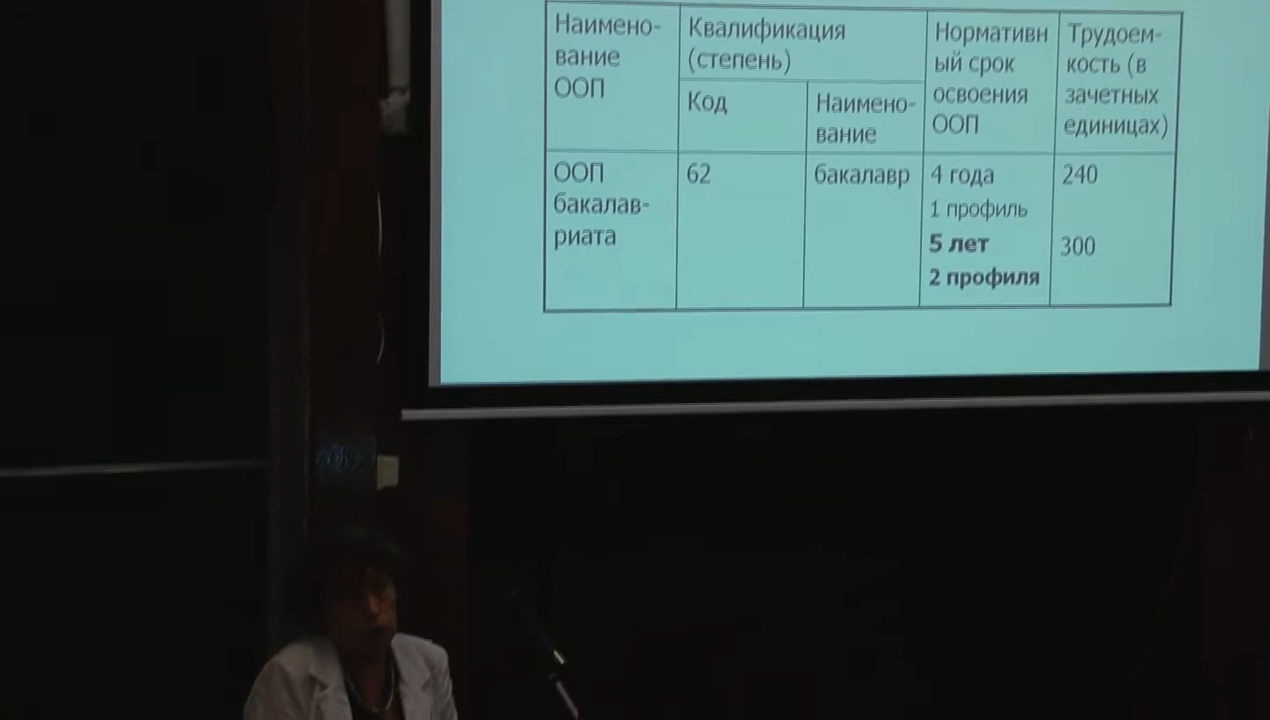 Наимено-
вание
ООП
Квалификация
(степень)
Код
Наимено-
вание
Нормативн
ый срок
освоения
ООП
Трудоем-
кость (в
зачетных
единицах)
ООП
бакалав-
риата
62
бакалавр
4 года
1 профиль
5 лет
2 профиля
240
300